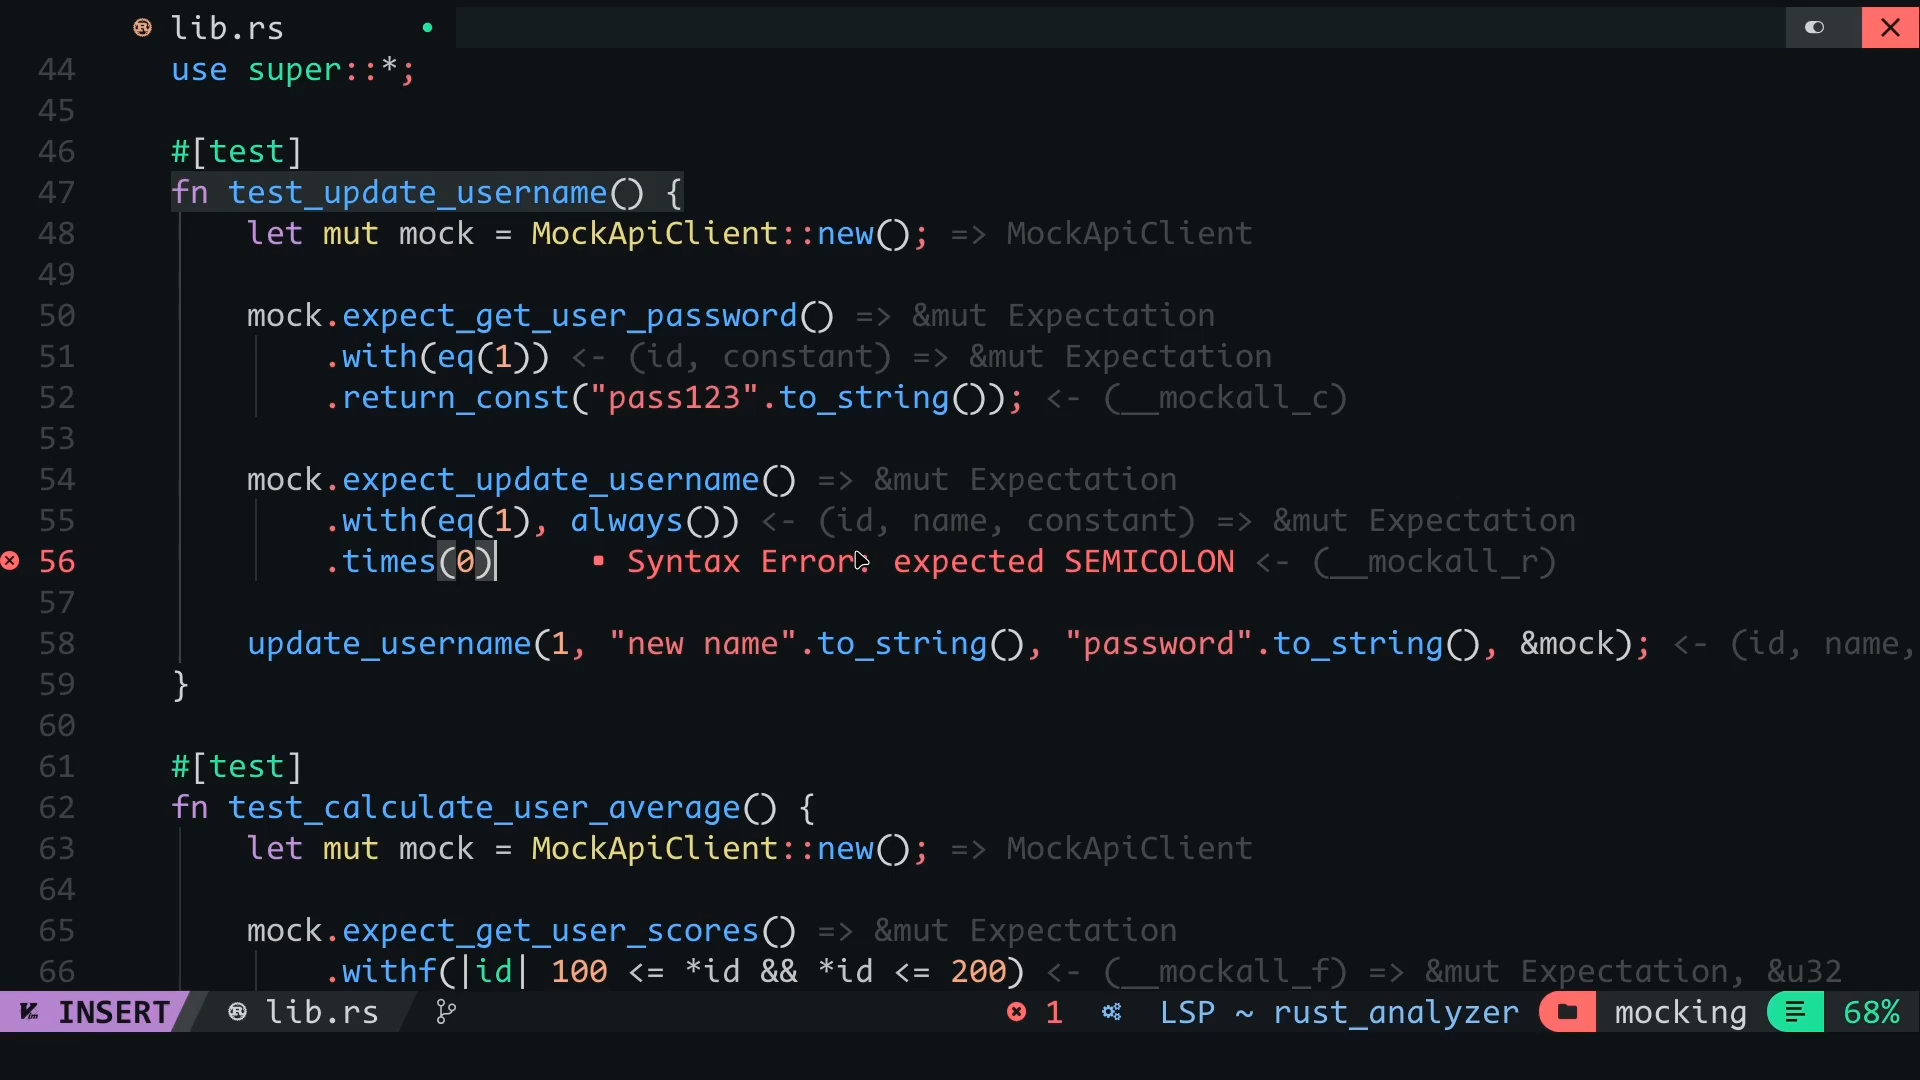 lib.rs
44 use super::*;
45
46 #[test]
47 fn test_update_username() {
48 let mut mock = MockApiClient::new(); => MockApiClient
49
50 mock.expect_get_user_password() => &mut Expectation
51 .with(eq(1)) <- (id, constant) => &mut Expectation
52 .return_const("pass123".to_string()); <- (__mockall_c)
53
54 mock.expect_update_username() => &mut Expectation
55 .with(eq(1), always()) <- (id, name, constant) => &mut Expectation
56 .times(0) ▪ Syntax Error: expected SEMICOLON <- (__mockall_r)
57
58 update_username(1, "new name".to_string(), "password".to_string(), &mock); <- (id, name,
59 }
60
61 #[test]
62 fn test_calculate_user_average() {
63 let mut mock = MockApiClient::new(); => MockApiClient
64
65 mock.expect_get_user_scores() => &mut Expectation
66 .withf(|id| 100 <= *id && *id <= 200) <- (__mockall_f) => &mut Expectation, &u32
INSERT lib.rs 1 LSP ~ rust_analyzer mocking 68%